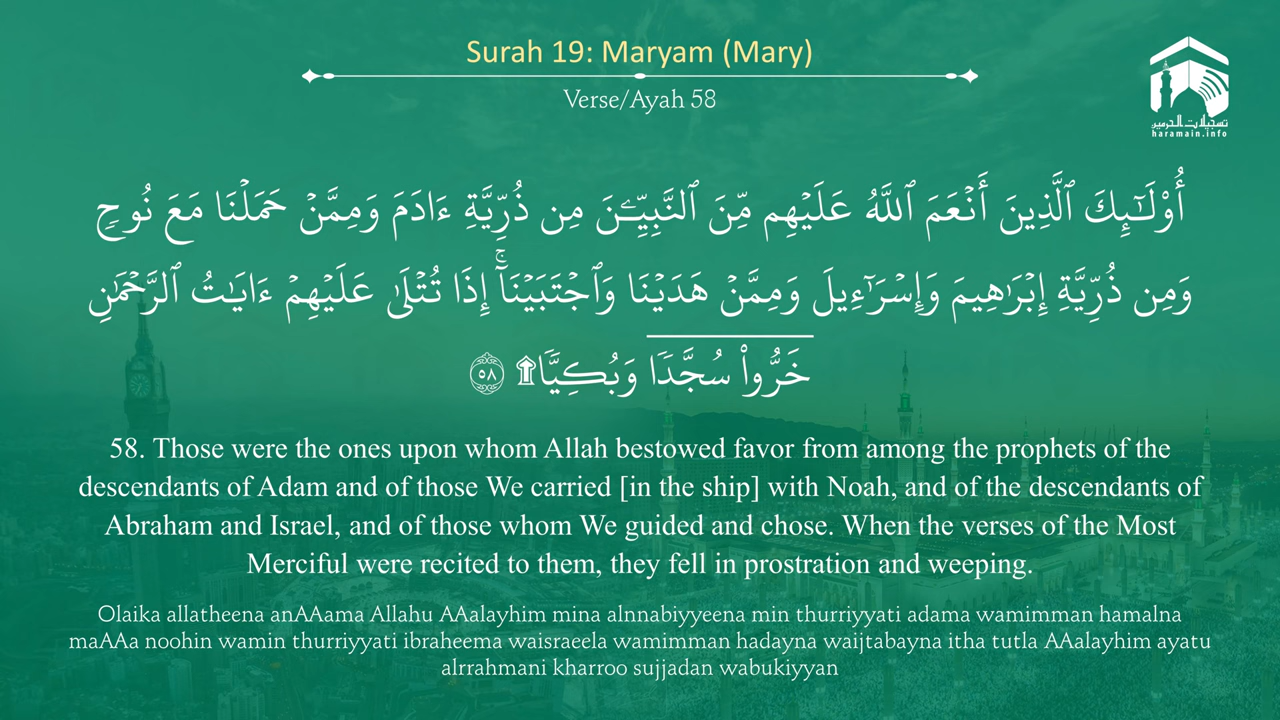 Surah 19: Maryam (Mary)
Verse/Ayah 58
تسجيلات الحرمين
haramain.info
أُوْلَـٰٓئِكَ ٱلَّذِينَ أَنۡعَمَ ٱللَّهُ عَلَيۡهِم مِّنَ ٱلنَّبِيِّـۧنَ مِن ذُرِّيَّةِ ءَادَمَ وَمِمَّنۡ حَمَلۡنَا مَعَ نُوحٖ
وَمِن ذُرِّيَّةِ إِبۡرَٰهِيمَ وَإِسۡرَـٰٓءِيلَ وَمِمَّنۡ هَدَيۡنَا وَٱجۡتَبَيۡنَآۚ إِذَا تُتۡلَىٰ عَلَيۡهِمۡ ءَايَٰتُ ٱلرَّحۡمَٰنِ
خَرُّواْ سُجَّدٗا وَبُكِيّٗا۩ ٥٨
58. Those were the ones upon whom Allah bestowed favor from among the prophets of the
descendants of Adam and of those We carried [in the ship] with Noah, and of the descendants of
Abraham and Israel, and of those whom We guided and chose. When the verses of the Most
Merciful were recited to them, they fell in prostration and weeping.
Olaika allatheena anAAama Allahu AAalayhim mina alnnabiyyeena min thurriyyati adama wamimman hamalna
maAAa noohin wamin thurriyyati ibraheema waisraeela wamimman hadayna waijtabayna itha tutla AAalayhim ayatu
alrrahmani kharroo sujjadan wabukiyyan